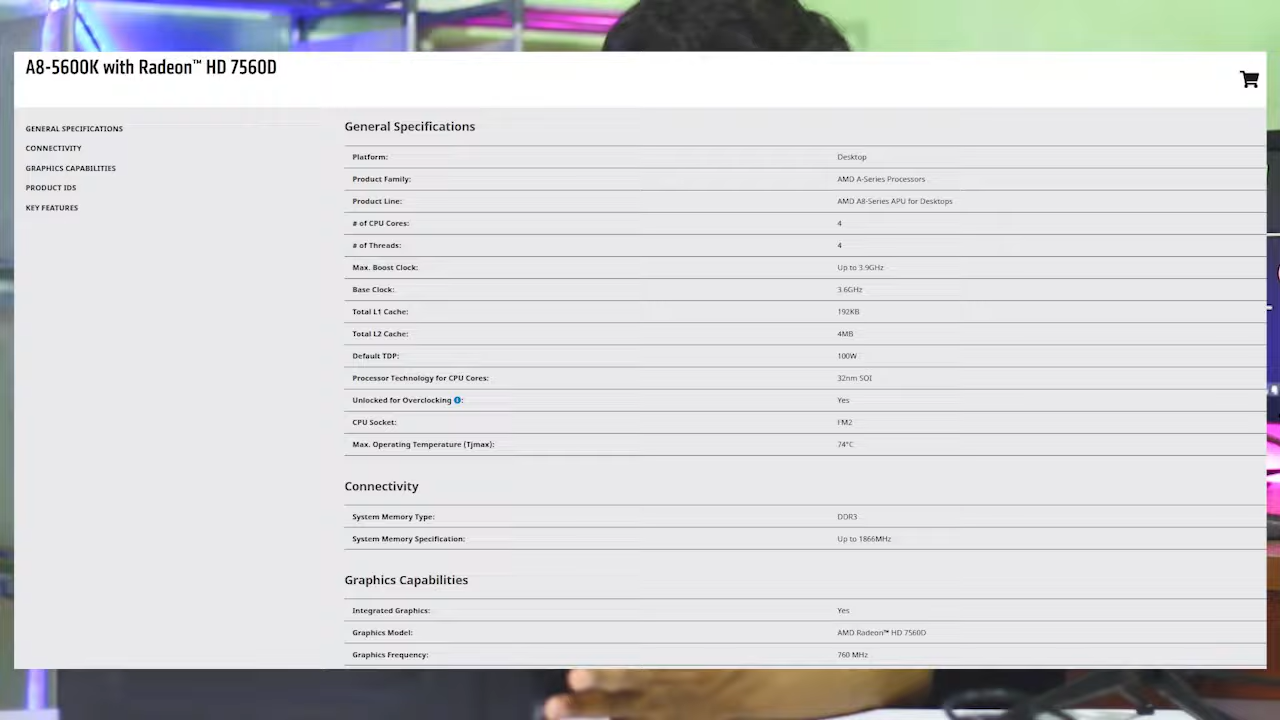 A8-5600K with Radeon™ HD 7560D
GENERAL SPECIFICATIONS
CONNECTIVITY
GRAPHICS CAPABILITIES
PRODUCT IDS
KEY FEATURES
General Specifications
Platform: Desktop
Product Family: AMD A-Series Processors
Product Line: AMD A8-Series APU for Desktops
# of CPU Cores: 4
# of Threads: 4
Max. Boost Clock: Up to 3.9GHz
Base Clock: 3.6GHz
Total L1 Cache: 192KB
Total L2 Cache: 4MB
Default TDP: 100W
Processor Technology for CPU Cores: 32nm SOI
Unlocked for Overclocking : Yes
CPU Socket: FM2
Max. Operating Temperature (Tjmax): 74°C
Connectivity
System Memory Type: DDR3
System Memory Specification: Up to 1866MHz
Graphics Capabilities
Integrated Graphics: Yes
Graphics Model: AMD Radeon™ HD 7560D
Graphics Frequency: 760 MHz